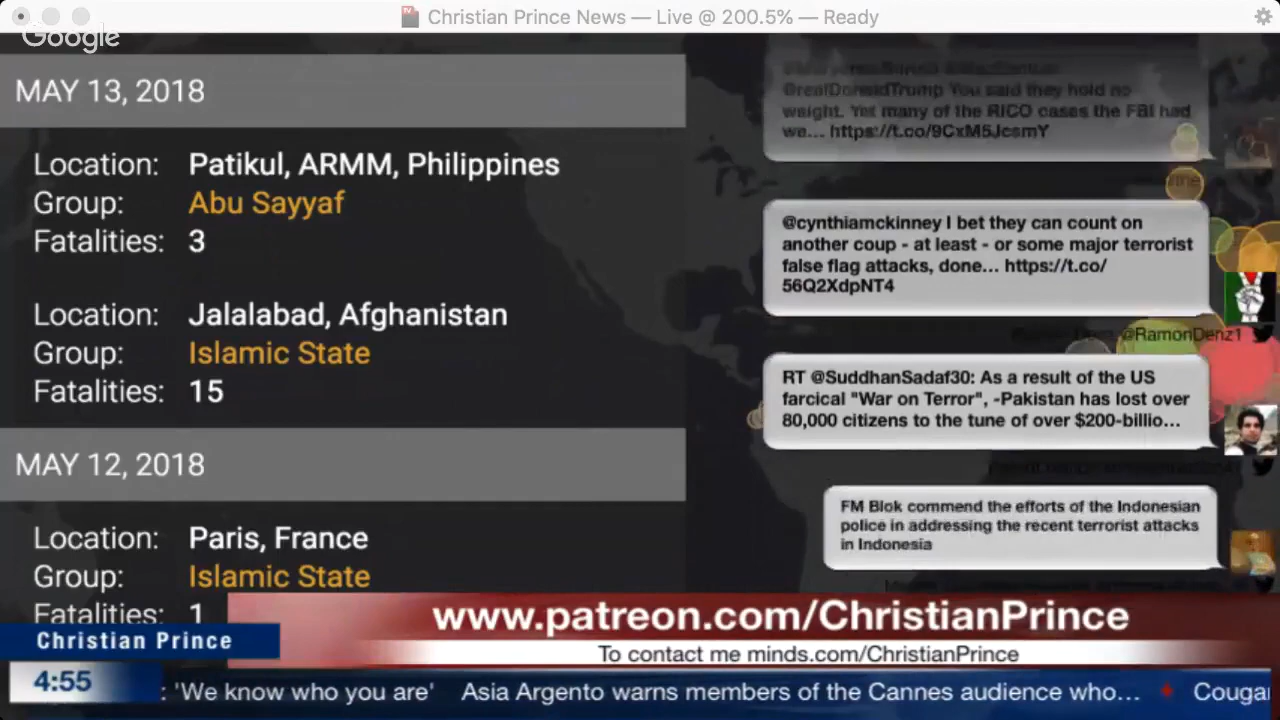 Christian Prince News — Live @ 200.5% — Ready
Google
MAY 13, 2018
Location: Patikul, ARMM, Philippines
Group: Abu Sayyaf
Fatalities: 3
Location: Jalalabad, Afghanistan
Group: Islamic State
Fatalities: 15
MAY 12, 2018
Location: Paris, France
Group: Islamic State
Fatalities: 1
@realDonaldTrump You said they hold no
weight. Yet many of the RICO cases the FBI had
we... https://t.co/9CxM5JcsmY
@cynthiamckinney I bet they can count on
another coup - at least - or some major terrorist
false flag attacks, done... https://t.co/
56Q2XdpNT4
@RamonDenz1
RT @SuddhanSadaf30: As a result of the US
farcical "War on Terror", -Pakistan has lost over
80,000 citizens to the tune of over $200-billio...
FM Blok commend the efforts of the Indonesian
police in addressing the recent terrorist attacks
in Indonesia
www.patreon.com/ChristianPrince
Christian Prince
To contact me minds.com/ChristianPrince
4:55
: 'We know who you are' Asia Argento warns members of the Cannes audience who... Cougar